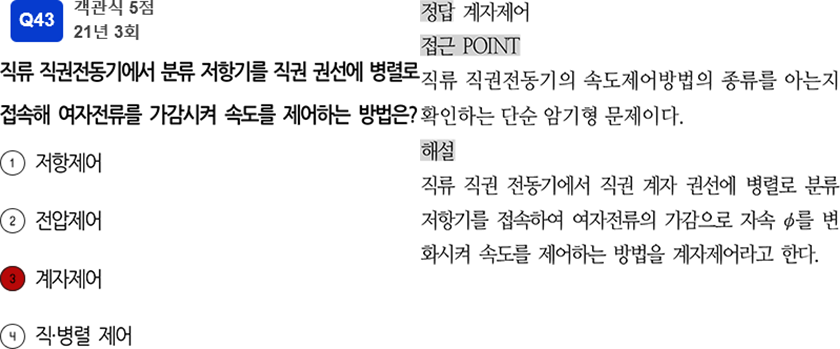 Q43
객관식 5점
21년 3회
직류 직권전동기에서 분류 저항기를 직권 권선에 병렬로
접속해 여자전류를 가감시켜 속도를 제어하는 방법은?
1 저항제어
2 전압제어
3 계자제어
4 직·병렬 제어
정답 계자제어
접근 POINT
직류 직권전동기의 속도제어방법의 종류를 아는지
확인하는 단순 암기형 문제이다.
해설
직류 직권 전동기에서 직권 계자 권선에 병렬로 분류
저항기를 접속하여 여자전류의 가감으로 자속 ϕ를 변
화시켜 속도를 제어하는 방법을 계자제어라고 한다.